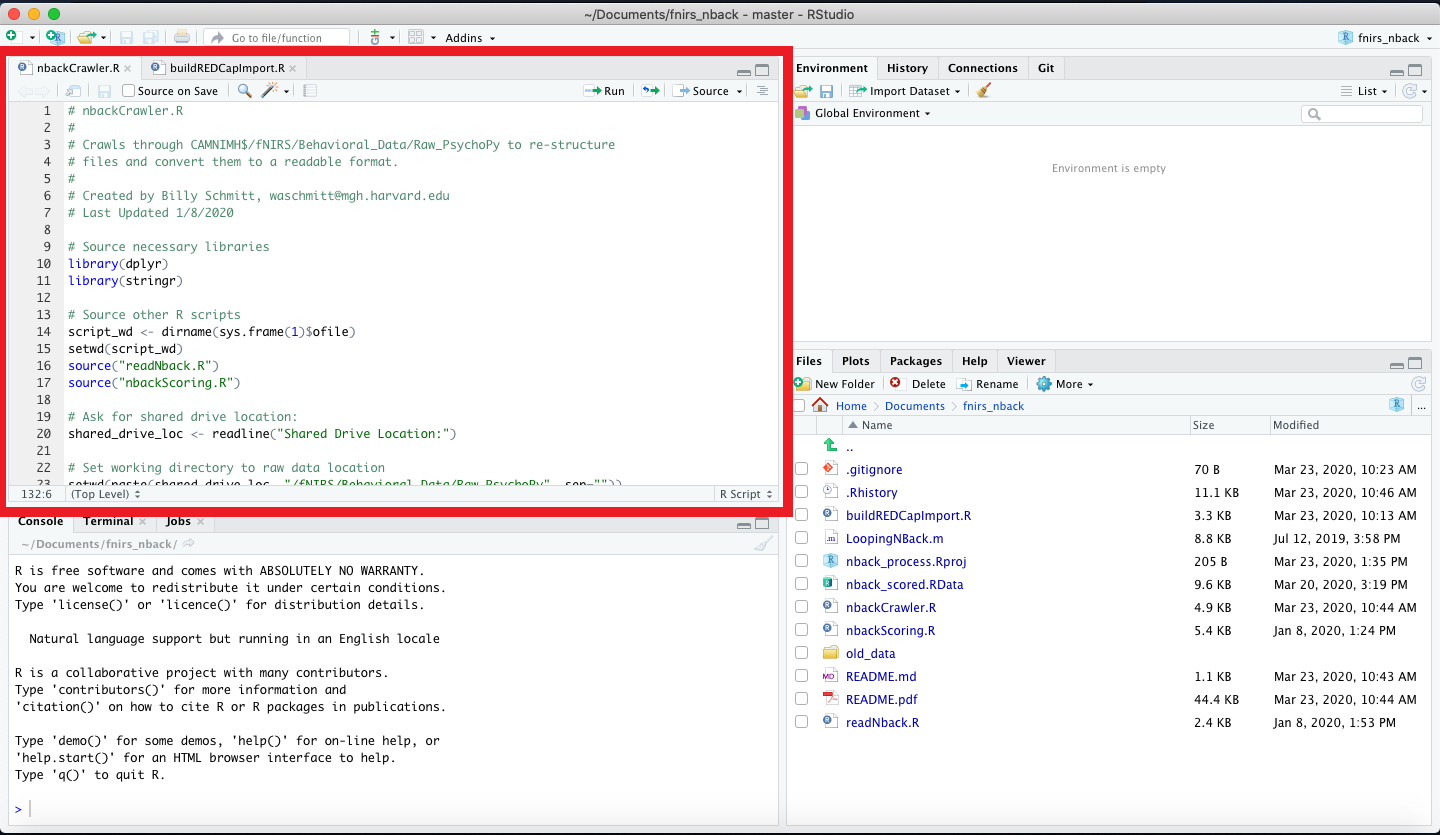 ~/Documents/fnirs_nback - master - RStudio
Go to file/function
Addins
fnirs_nback
nbackCrawler.R
buildREDCapImport.R
Source on Save
Run
Source
1 # nbackCrawler.R
2 #
3 # Crawls through CAMNIMH$/fNIRS/Behavioral_Data/Raw_PsychoPy to re-structure
4 # files and convert them to a readable format.
5 #
6 # Created by Billy Schmitt, waschmitt@mgh.harvard.edu
7 # Last Updated 1/8/2020
8
9 # Source necessary libraries
10 library(dplyr)
11 library(stringr)
12
13 # Source other R scripts
14 script_wd <- dirname(sys.frame(1)$ofile)
15 setwd(script_wd)
16 source("readNback.R")
17 source("nbackScoring.R")
18
19 # Ask for shared drive location:
20 shared_drive_loc <- readline("Shared Drive Location:")
21
22 # Set working directory to raw data location
23 setwd(paste(shared_drive_loc, "/fNIRS/Behavioral_Data/Raw_PsychoPy", sep=""))
132:6 (Top Level) R Script
Console Terminal Jobs
~/Documents/fnirs_nback/
R is free software and comes with ABSOLUTELY NO WARRANTY.
You are welcome to redistribute it under certain conditions.
Type 'license()' or 'licence()' for distribution details.
Natural language support but running in an English locale
R is a collaborative project with many contributors.
Type 'contributors()' for more information and
'citation()' on how to cite R or R packages in publications.
Type 'demo()' for some demos, 'help()' for on-line help, or
'help.start()' for an HTML browser interface to help.
Type 'q()' to quit R.
>
Environment History Connections Git
Import Dataset List
Global Environment
Environment is empty
Files Plots Packages Help Viewer
New Folder Delete Rename More
Home Documents fnirs_nback R ...
Name Size Modified
..
.gitignore 70 B Mar 23, 2020, 10:23 AM
.Rhistory 11.1 KB Mar 23, 2020, 10:46 AM
buildREDCapImport.R 3.3 KB Mar 23, 2020, 10:13 AM
LoopingNBack.m 8.8 KB Jul 12, 2019, 3:58 PM
nback_process.Rproj 205 B Mar 23, 2020, 1:35 PM
nback_scored.RData 9.6 KB Mar 20, 2020, 3:19 PM
nbackCrawler.R 4.9 KB Mar 23, 2020, 10:44 AM
nbackScoring.R 5.4 KB Jan 8, 2020, 1:24 PM
old_data
README.md 1.1 KB Mar 23, 2020, 10:43 AM
README.pdf 44.4 KB Mar 23, 2020, 10:44 AM
readNback.R 2.4 KB Jan 8, 2020, 1:53 PM